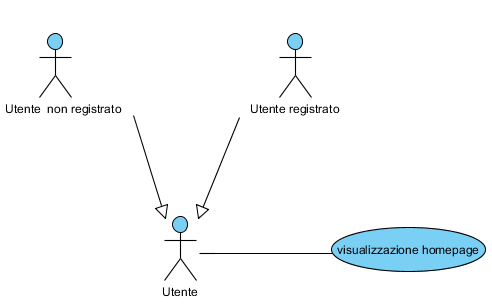 Utente non registrato
Utente registrato
visualizzazione homepage
Utente